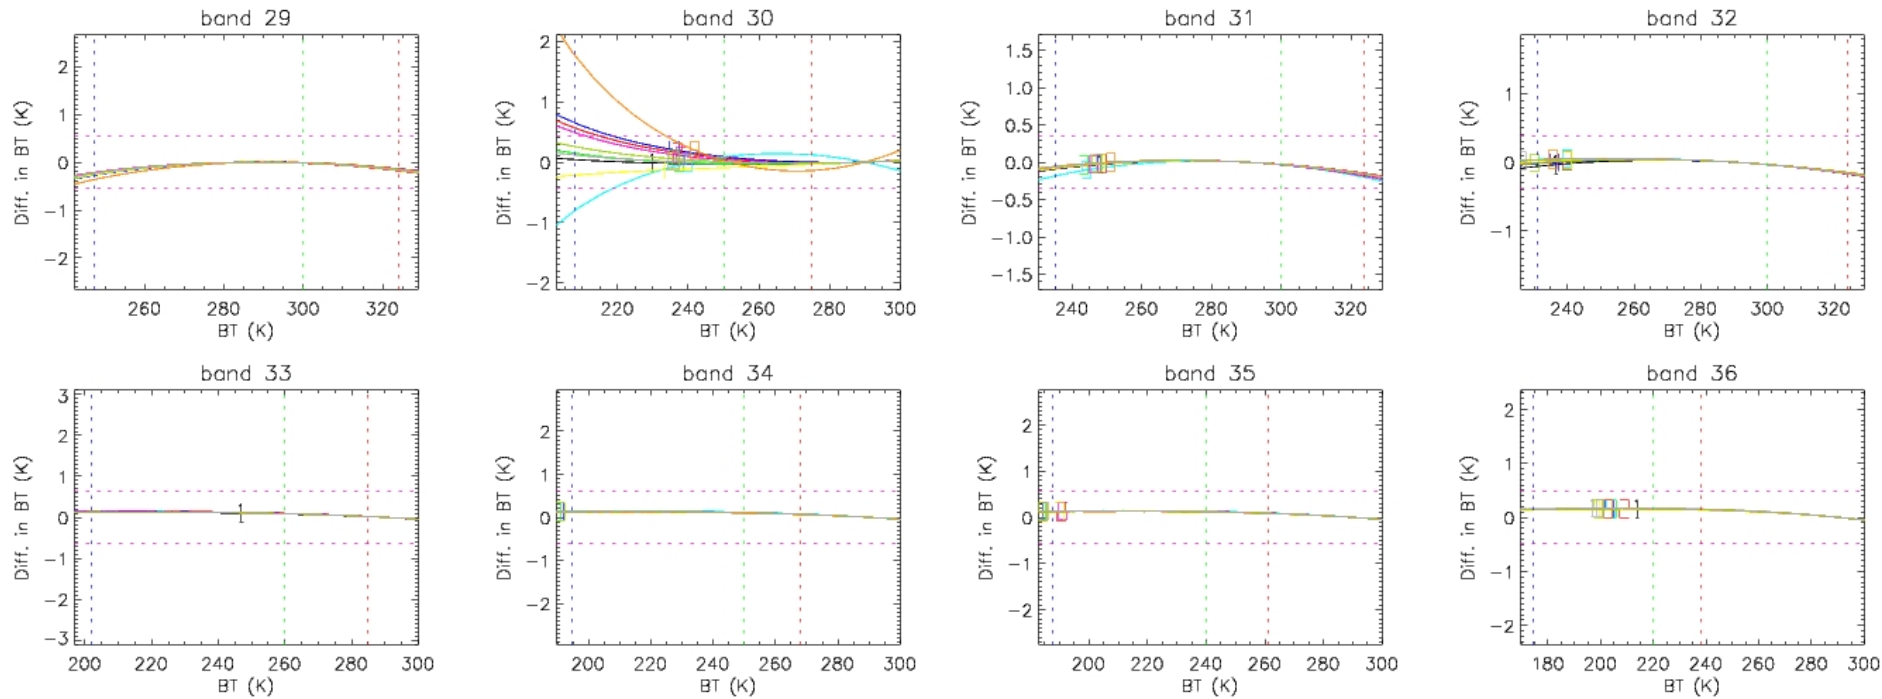 band 29
band 30
band 31
band 32
Diff. in BT (K)
2
1
0
−1
−2
260 280 300 320
BT (K)
Diff. in BT (K)
2
1
0
−1
−2
220 240 260 280 300
BT (K)
Diff. in BT (K)
1.5
1.0
0.5
0.0
−0.5
−1.0
−1.5
240 260 280 300 320
BT (K)
Diff. in BT (K)
1
0
−1
240 260 280 300 320
BT (K)
band 33
band 34
band 35
band 36
Diff. in BT (K)
3
2
1
0
−1
−2
−3
1
200 220 240 260 280 300
BT (K)
Diff. in BT (K)
2
1
0
−1
−2
200 220 240 260 280 300
BT (K)
Diff. in BT (K)
2
1
0
−1
−2
200 220 240 260 280 300
BT (K)
Diff. in BT (K)
2
1
0
−1
−2
1
180 200 220 240 260 280 300
BT (K)